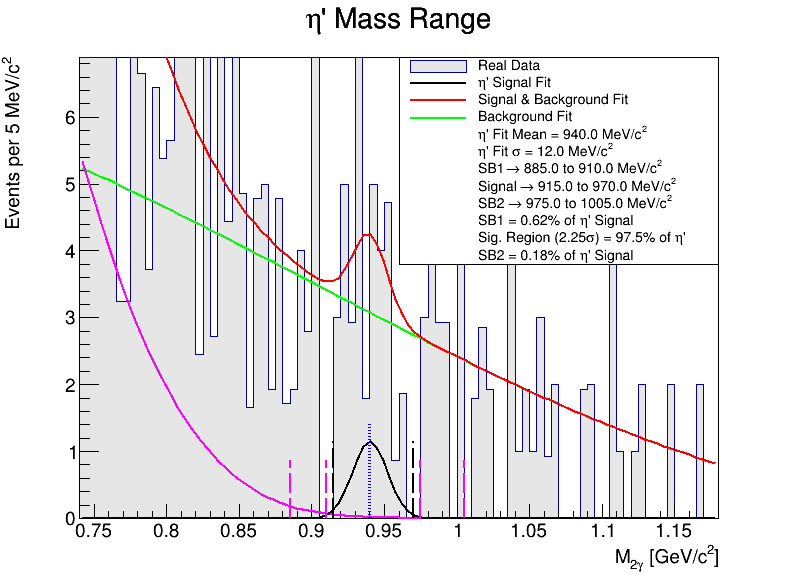 η' Mass Range
Events per 5 MeV/c²
Real Data
η' Signal Fit
Signal & Background Fit
Background Fit
η' Fit Mean = 940.0 MeV/c²
η' Fit σ = 12.0 MeV/c²
SB1 → 885.0 to 910.0 MeV/c²
Signal → 915.0 to 970.0 MeV/c²
SB2 → 975.0 to 1005.0 MeV/c²
SB1 = 0.62% of η' Signal
Sig. Region (2.25σ) = 97.5% of η'
SB2 = 0.18% of η' Signal
6
5
4
3
2
1
0
0.75 0.8 0.85 0.9 0.95 1 1.05 1.1 1.15
M₂γ [GeV/c²]